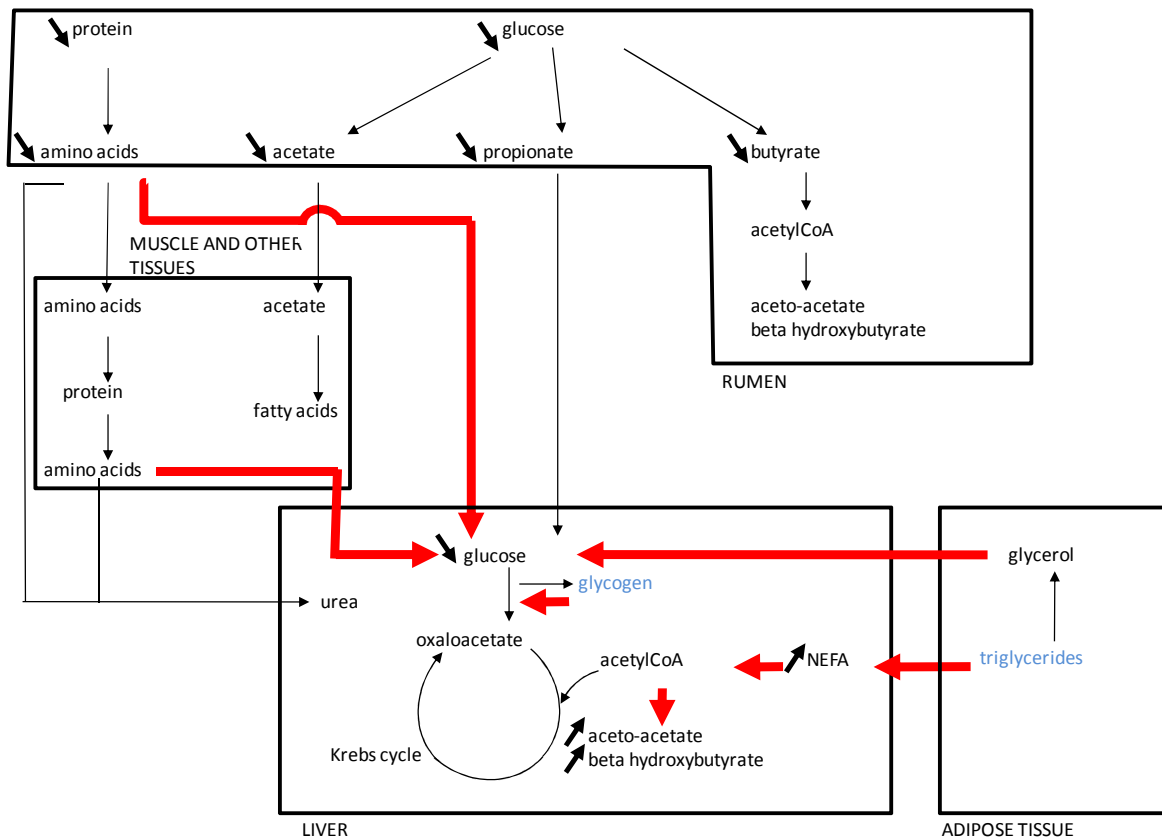 protein
glucose
amino acids
acetate
propionate
butyrate
acetylCoA
aceto-acetate
beta hydroxybutyrate
RUMEN
MUSCLE AND OTHER
TISSUES
amino acids
acetate
protein
fatty acids
amino acids
glucose
glycogen
urea
oxaloacetate
acetylCoA
NEFA
aceto-acetate
beta hydroxybutyrate
Krebs cycle
LIVER
glycerol
triglycerides
ADIPOSE TISSUE